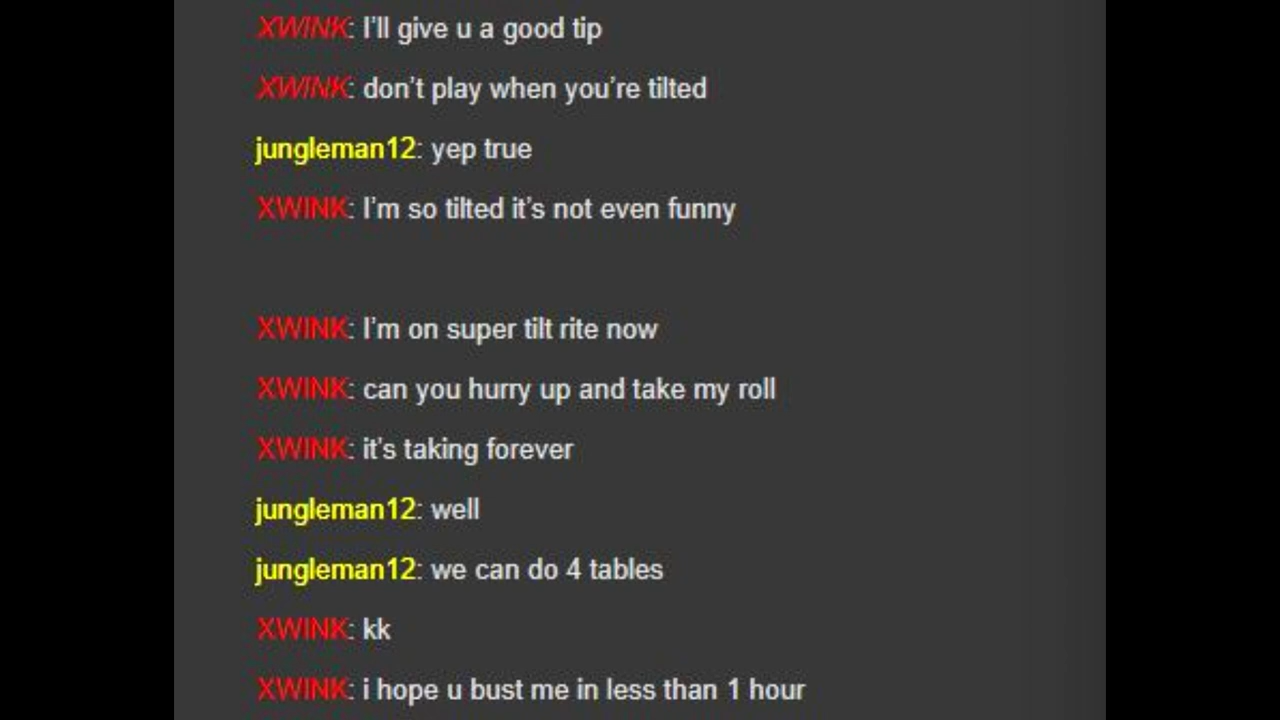 XWINK: I'll give u a good tip
XWINK: don't play when you're tilted
jungleman12: yep true
XWINK: I'm so tilted it's not even funny
XWINK: I'm on super tilt rite now
XWINK: can you hurry up and take my roll
XWINK: it's taking forever
jungleman12: well
jungleman12: we can do 4 tables
XWINK: kk
XWINK: i hope u bust me in less than 1 hour